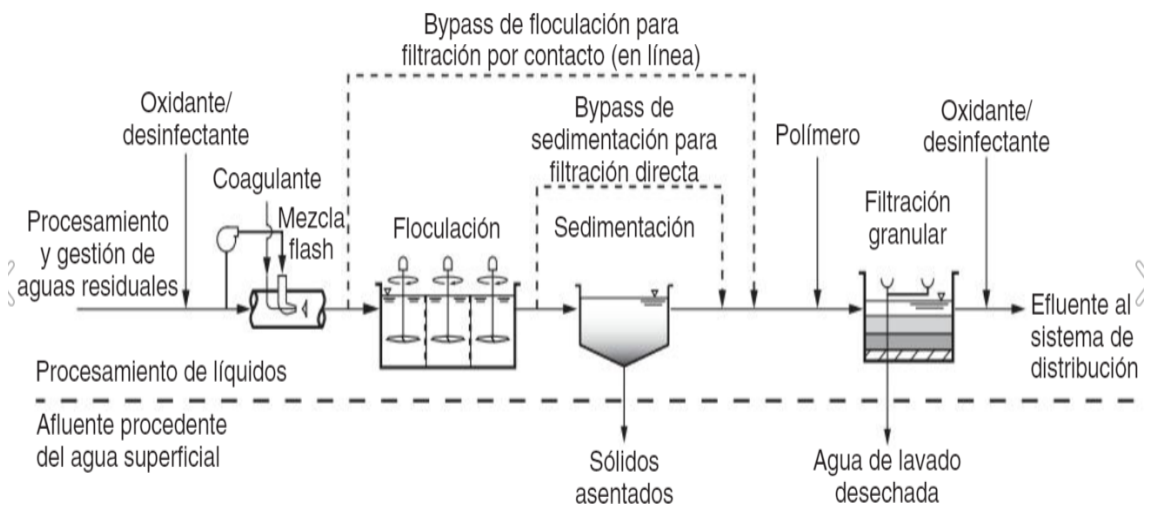 Bypass de floculación para
filtración por contacto (en línea)
Oxidante/
desinfectante
Bypass de
sedimentación para
filtración directa
Polímero
Oxidante/
desinfectante
Coagulante
Mezcla
flash
Procesamiento
y gestión de
aguas residuales
Floculación
Sedimentación
Filtración
granular
Efluente al
sistema de
distribución
Procesamiento de líquidos
Afluente procedente
del agua superficial
Sólidos
asentados
Agua de lavado
desechada